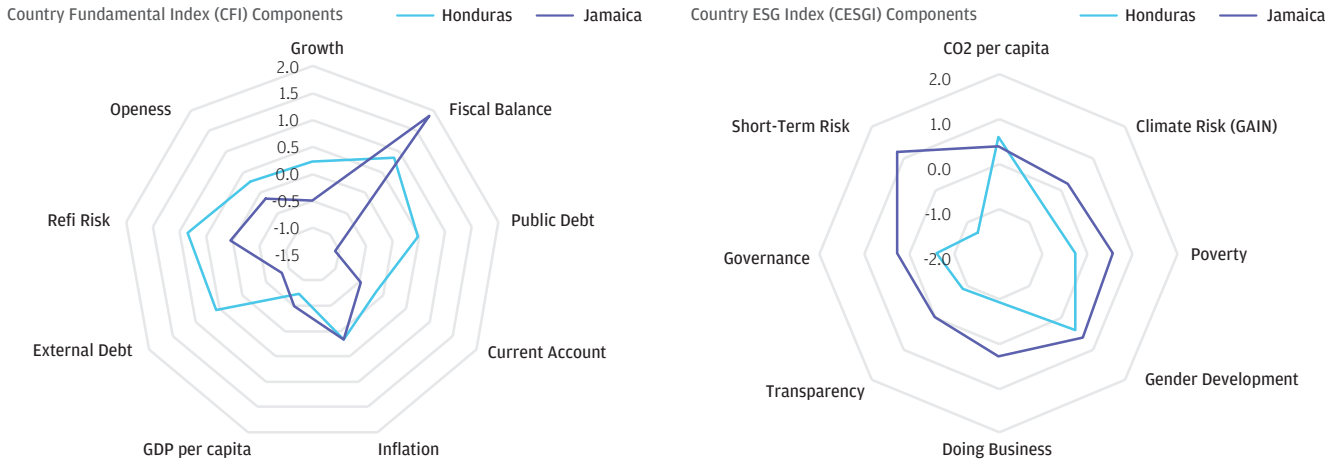 Country Fundamental Index (CFI) Components
Honduras
Jamaica
Growth
2.0
1.5
1.0
0.5
0.0
-0.5
-1.0
-1.5
Openess
Fiscal Balance
Refi Risk
Public Debt
External Debt
Current Account
GDP per capita
Inflation
Country ESG Index (CESGI) Components
Honduras
Jamaica
CO2 per capita
2.0
1.0
0.0
-1.0
-2.0
Short-Term Risk
Climate Risk (GAIN)
Governance
Poverty
Transparency
Gender Development
Doing Business